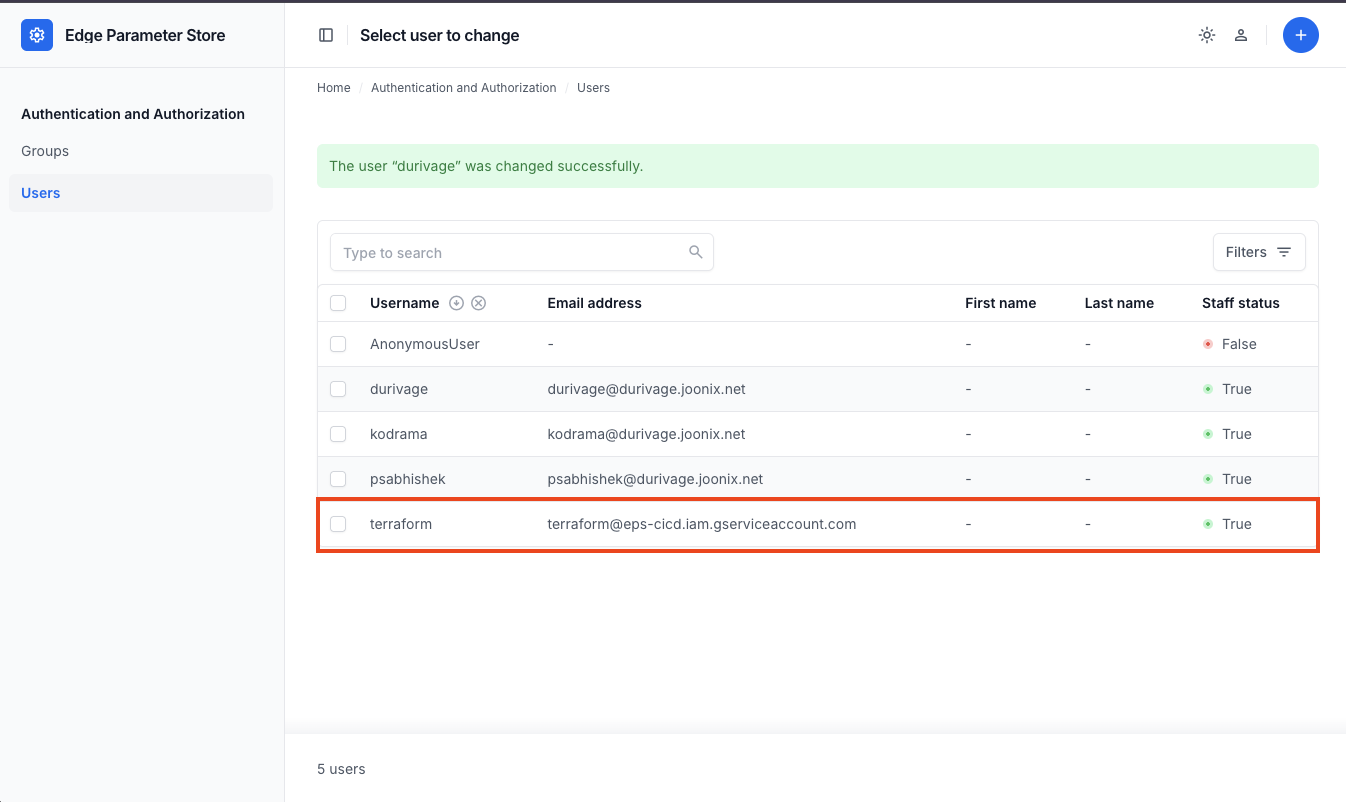 Edge Parameter Store
Select user to change
Authentication and Authorization
Groups
Users
Home / Authentication and Authorization / Users
The user “durivage” was changed successfully.
Type to search
Filters
Username Email address First name Last name Staff status
AnonymousUser - - - False
durivage durivage@durivage.joonix.net - - True
kodrama kodrama@durivage.joonix.net - - True
psabhishek psabhishek@durivage.joonix.net - - True
terraform terraform@eps-cicd.iam.gserviceaccount.com - - True
5 users